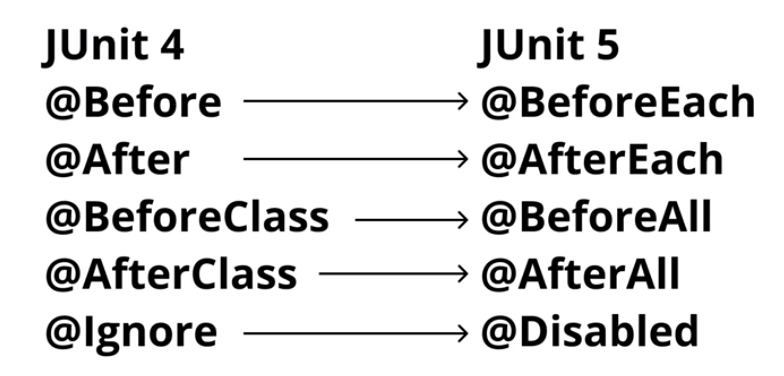 JUnit 4 JUnit 5
@Before @BeforeEach
@After @AfterEach
@BeforeClass @BeforeAll
@AfterClass @AfterAll
@Ignore @Disabled